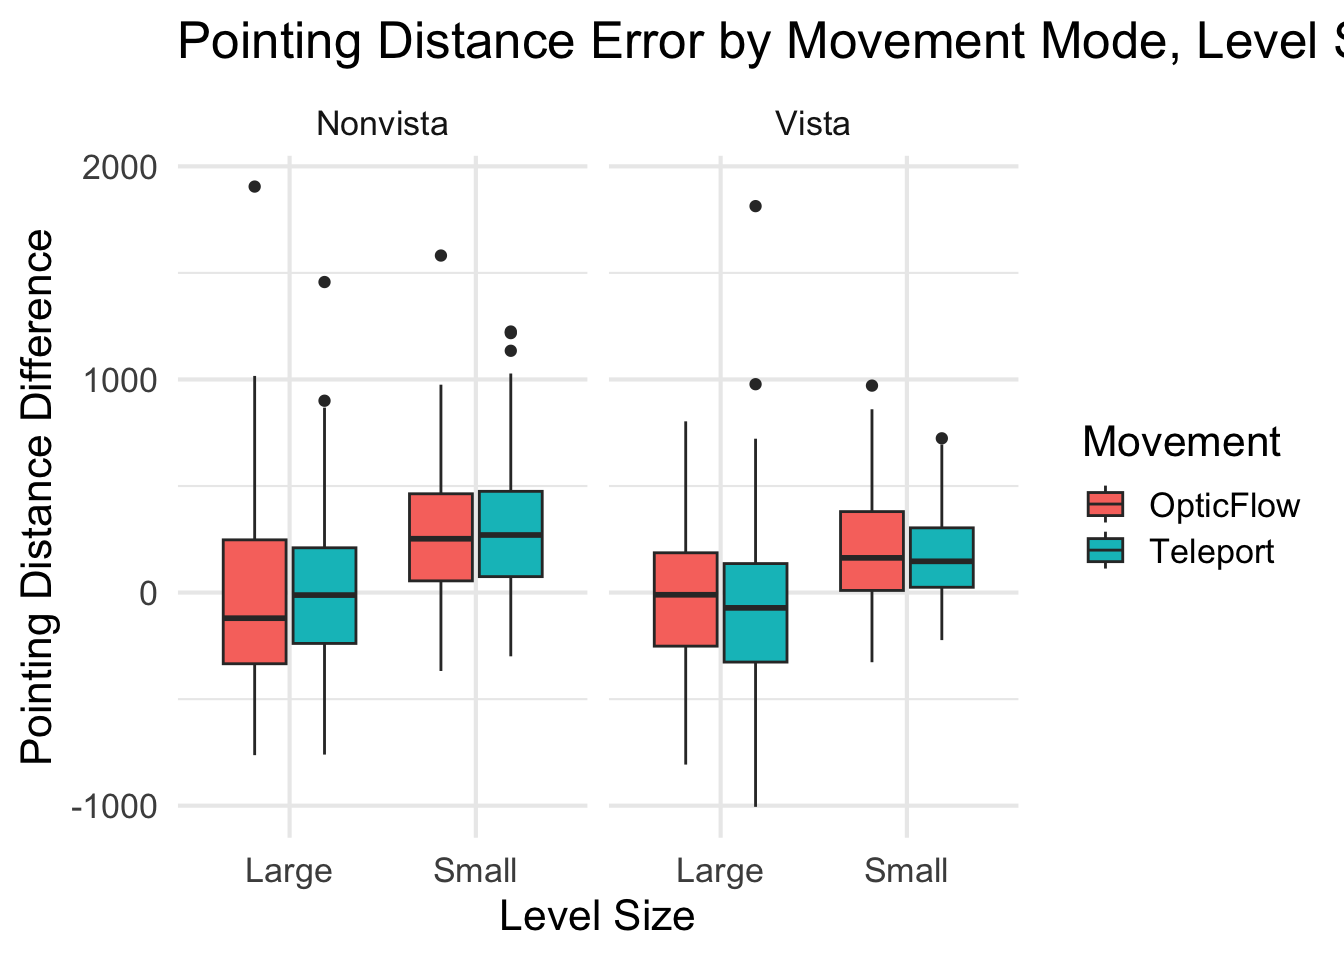 Pointing Distance Error by Movement Mode, Level
Nonvista
Vista
2000
1000
0
-1000
Pointing Distance Difference
Large
Small
Large
Small
Level Size
Movement
OpticFlow
Teleport